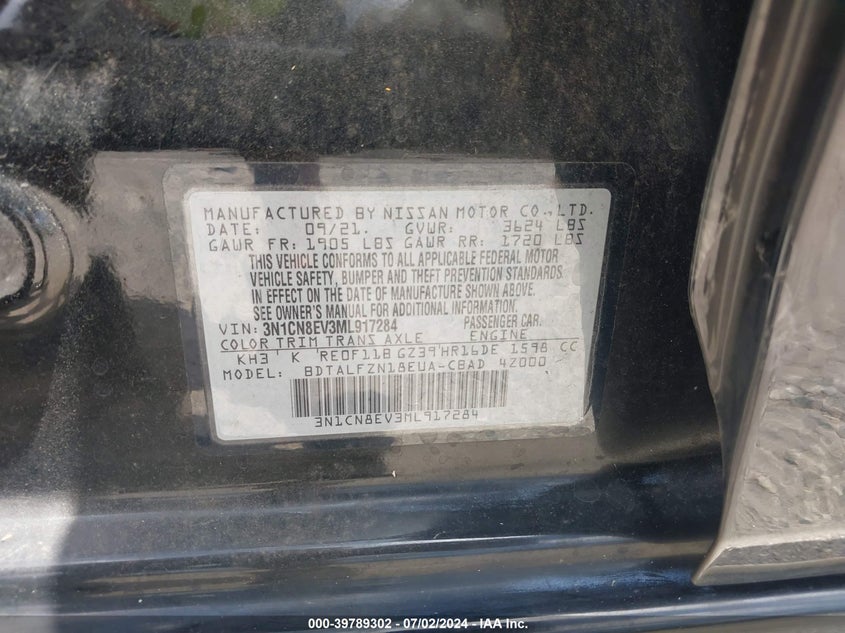 MANUFACTURED BY NISSAN MOTOR CO., LTD.
DATE: 09/21. GVWR: 3624 LBS
GAWR FR: 1905 LBS GAWR RR: 1720 LBS
THIS VEHICLE CONFORMS TO ALL APPLICABLE FEDERAL MOTOR
VEHICLE SAFETY, BUMPER AND THEFT PREVENTION STANDARDS
IN EFFECT ON THE DATE OF MANUFACTURE SHOWN ABOVE.
SEE OWNER'S MANUAL FOR ADDITIONAL INFORMATION.
VIN: 3N1CN8EV3ML917284 PASSENGER CAR.
COLOR TRIM TRANS AXLE ENGINE
KH3 K RE0F11B GZ39 HR16DE 1598 CC
MODEL: BDTALFZN18EUA-CBAD 4Z000
3N1CN8EV3ML917284
000-39789302 - 07/02/2024 - IAA Inc.